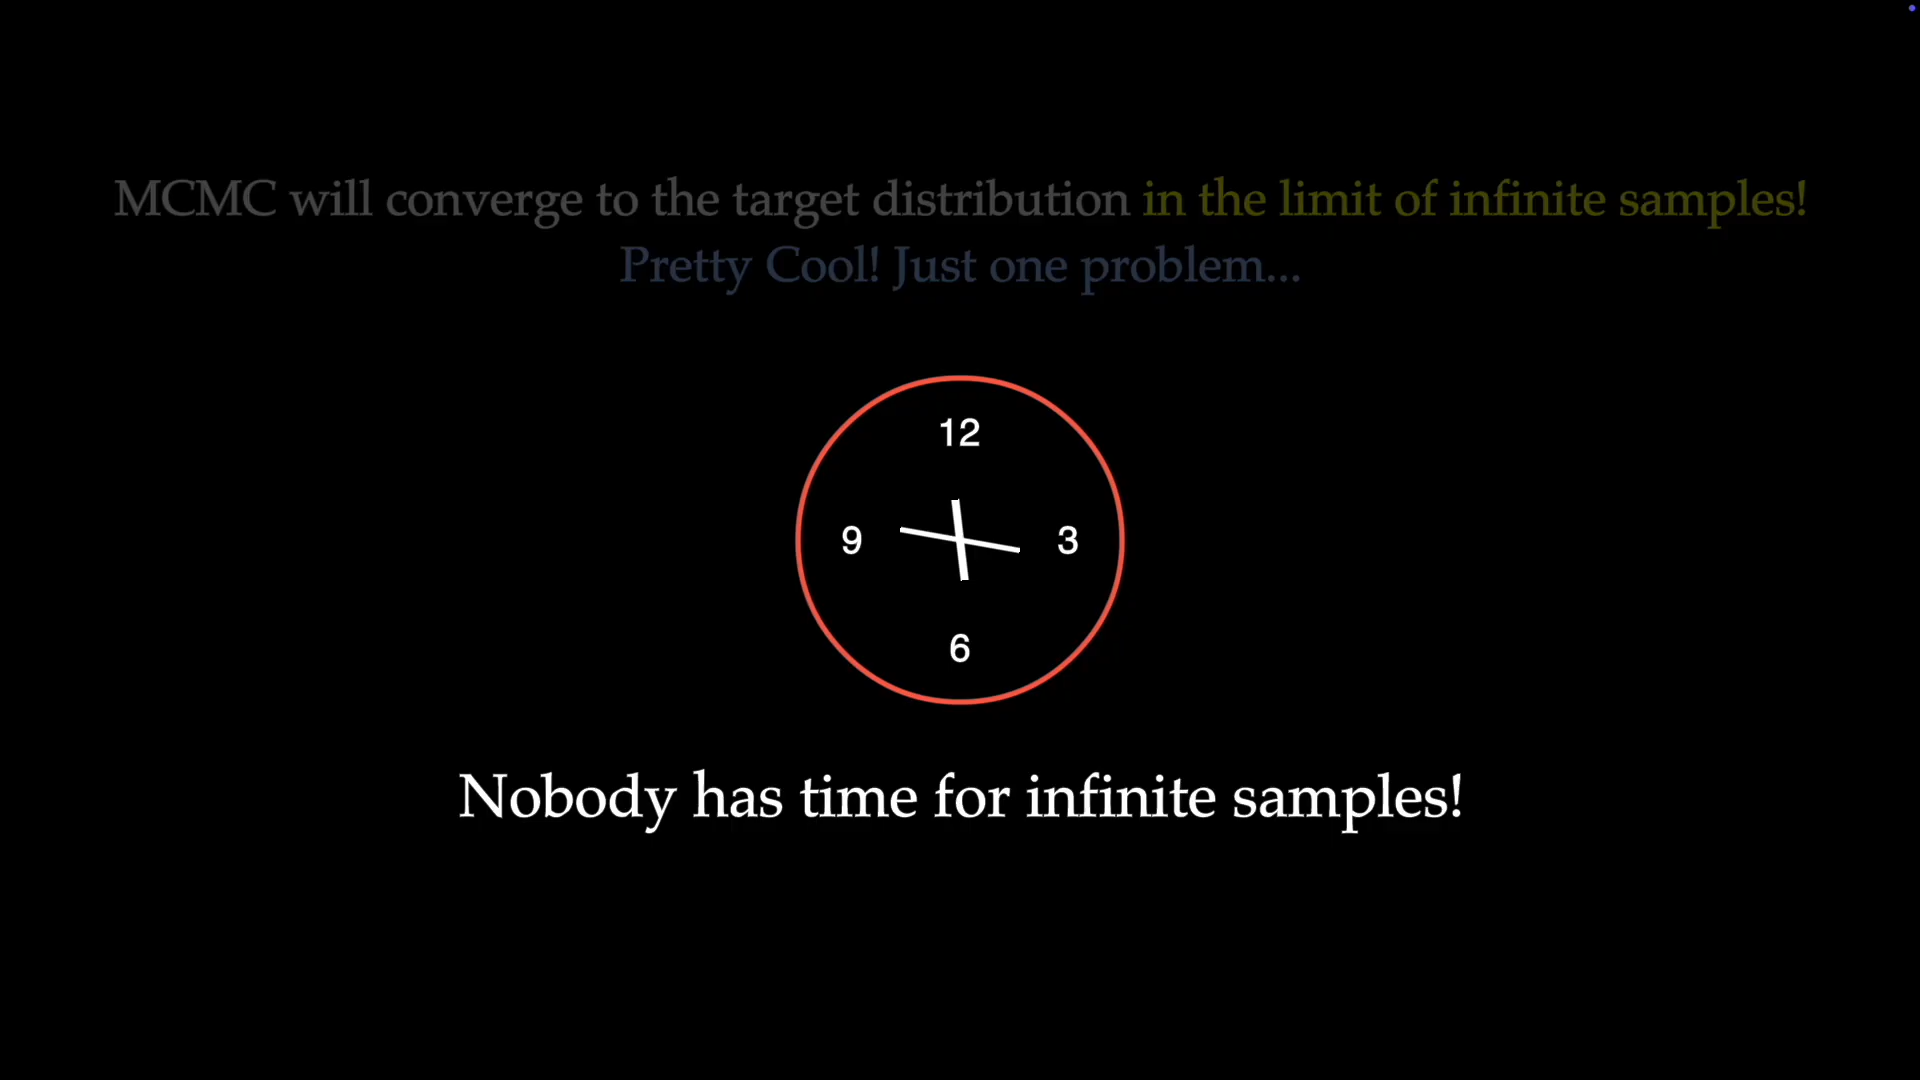 MCMC will converge to the target distribution in the limit of infinite samples!
Pretty Cool! Just one problem...
12
9
3
6
Nobody has time for infinite samples!